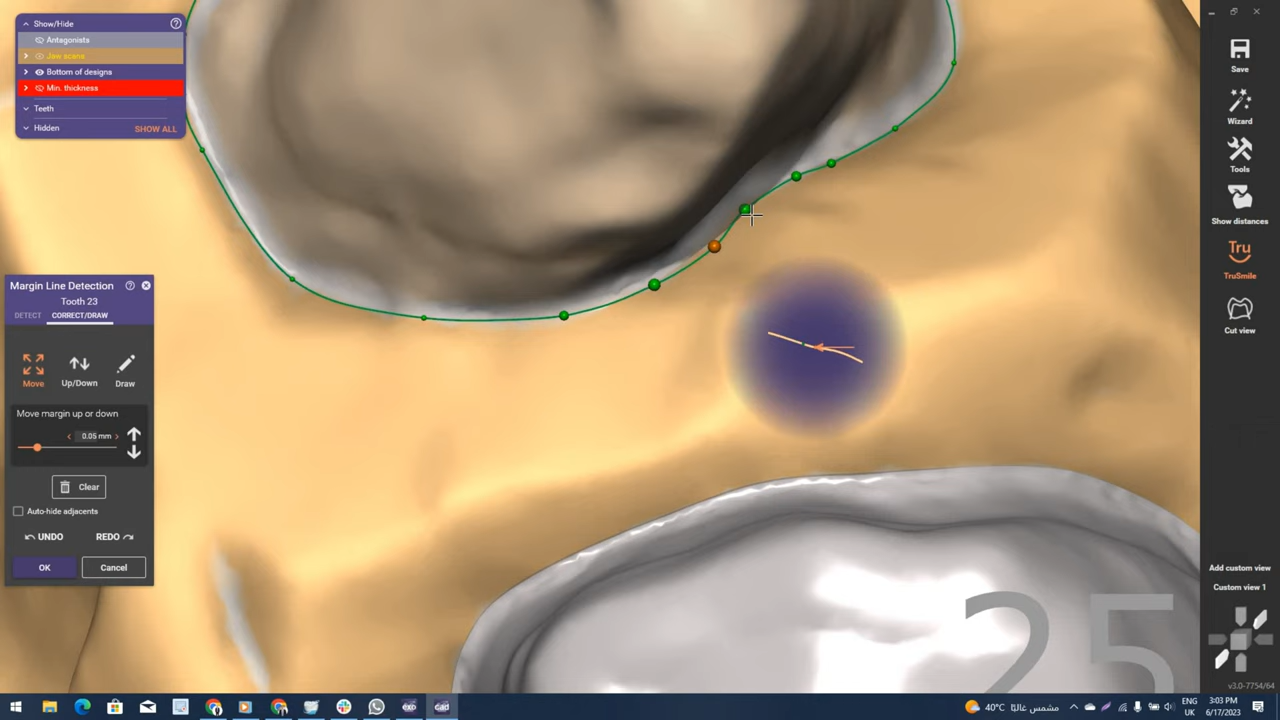 Show/Hide
Antagonists
Jaw scans
Bottom of designs
Min. thickness
Teeth
Hidden SHOW ALL
Margin Line Detection
Tooth 23
DETECT CORRECT/DRAW
Move Up/Down Draw
Move margin up or down
0.05 mm
Clear
Auto-hide adjacents
UNDO REDO
OK Cancel
Save
Wizard
Tools
Show distances
Tru
TruSmile
Cut view
Add custom view
Custom view 1
v3.0-7754/64
25
exo
cad
40°C مشمس غالبًا
ENG
UK
3:03 PM
6/17/2023